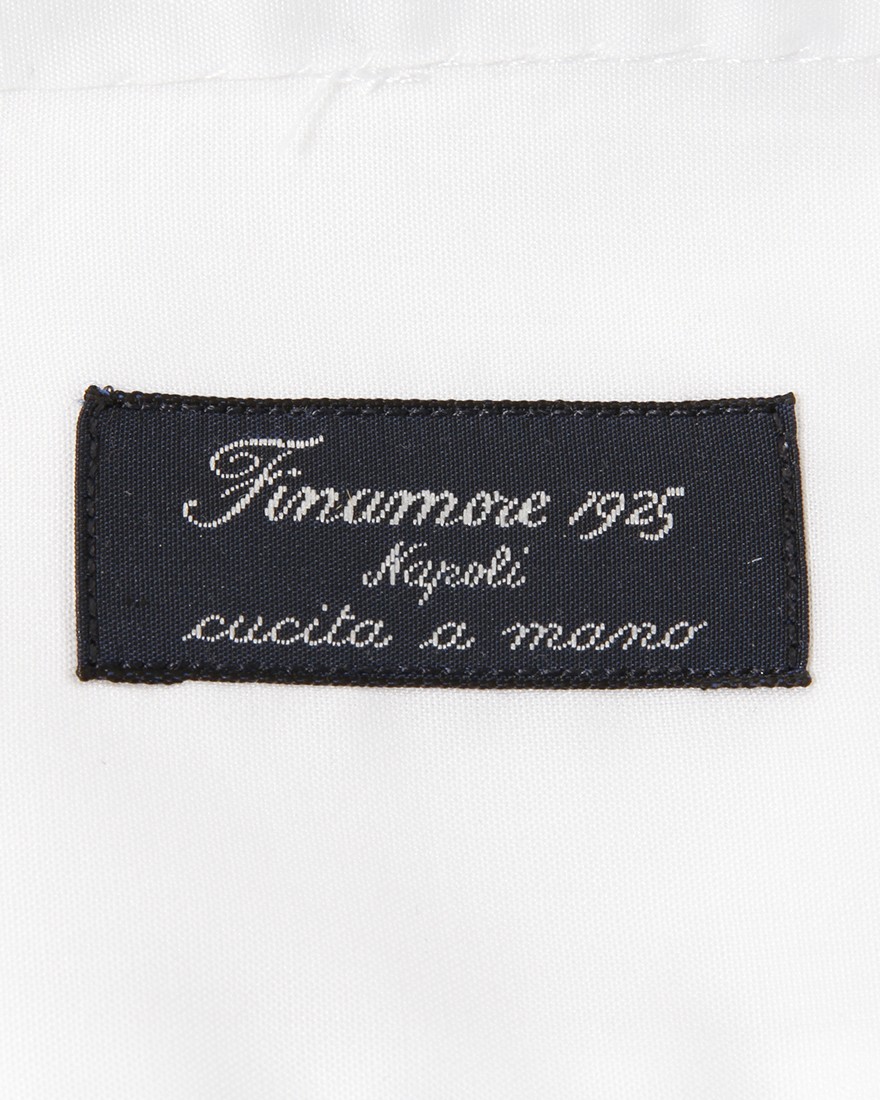 Finamore 1925
Napoli
cucita a mano